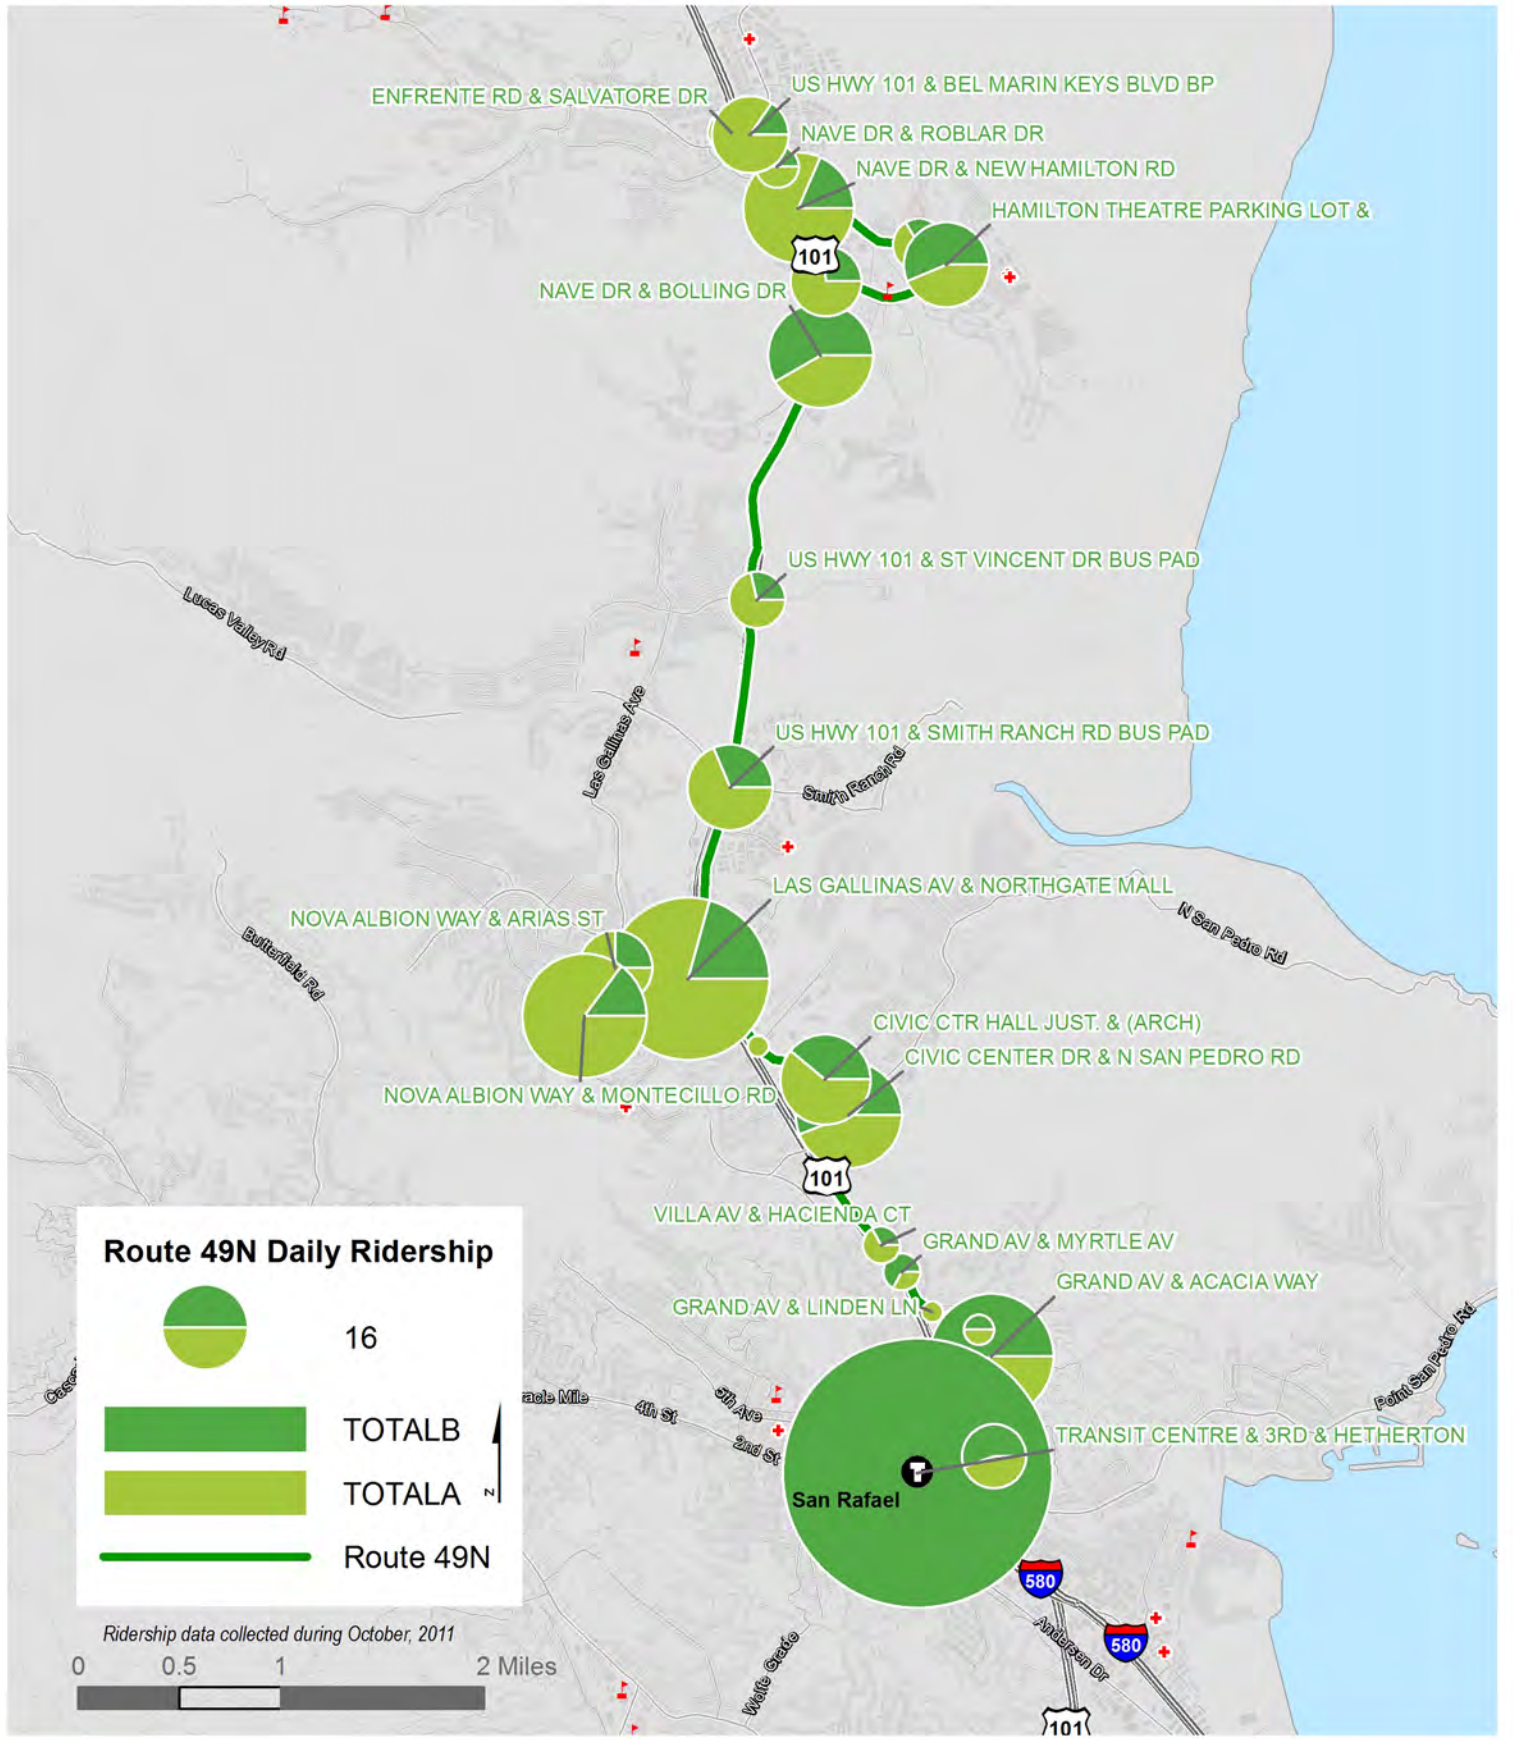 ENFRENTE RD & SALVATORE DR
US HWY 101 & BEL MARIN KEYS BLVD BP
NAVE DR & ROBLAR DR
NAVE DR & NEW HAMILTON RD
HAMILTON THEATRE PARKING LOT &
101
NAVE DR & BOLLING DR
US HWY 101 & ST VINCENT DR BUS PAD
Lucas Valley Rd
Las Gallinas Ave
US HWY 101 & SMITH RANCH RD BUS PAD
Smith Ranch Rd
LAS GALLINAS AV & NORTHGATE MALL
NOVA ALBION WAY & ARIAS ST
N San Pedro Rd
Butterfield Rd
CIVIC CTR HALL JUST. & (ARCH)
CIVIC CENTER DR & N SAN PEDRO RD
NOVA ALBION WAY & MONTECILLO RD
101
VILLA AV & HACIENDA CT
GRAND AV & MYRTLE AV
GRAND AV & ACACIA WAY
GRAND AV & LINDEN LN
Point San Pedro Rd
Route 49N Daily Ridership
16
TOTALB
TOTALA
Z
Route 49N
acle Mile
4th St
5th Ave
2nd St
TRANSIT CENTRE & 3RD & HETHERTON
T
San Rafael
580
580
Andersen Dr
Wolfe Grade
101
Ridership data collected during October, 2011
0 0.5 1 2 Miles